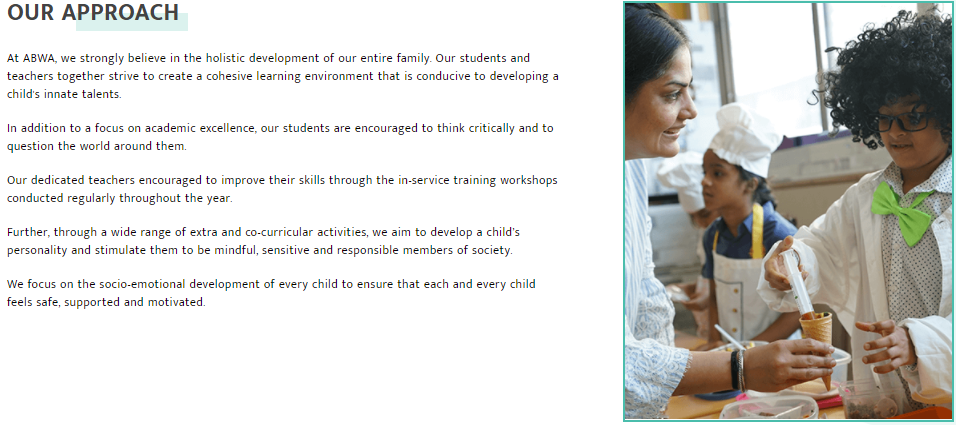 OUR APPROACH
At ABWA, we strongly believe in the holistic development of our entire family. Our students and
teachers together strive to create a cohesive learning environment that is conducive to developing a
child's innate talents.
In addition to a focus on academic excellence, our students are encouraged to think critically and to
question the world around them.
Our dedicated teachers encouraged to improve their skills through the in-service training workshops
conducted regularly throughout the year.
Further, through a wide range of extra and co-curricular activities, we aim to develop a child's
personality and stimulate them to be mindful, sensitive and responsible members of society.
We focus on the socio-emotional development of every child to ensure that each and every child
feels safe, supported and motivated.